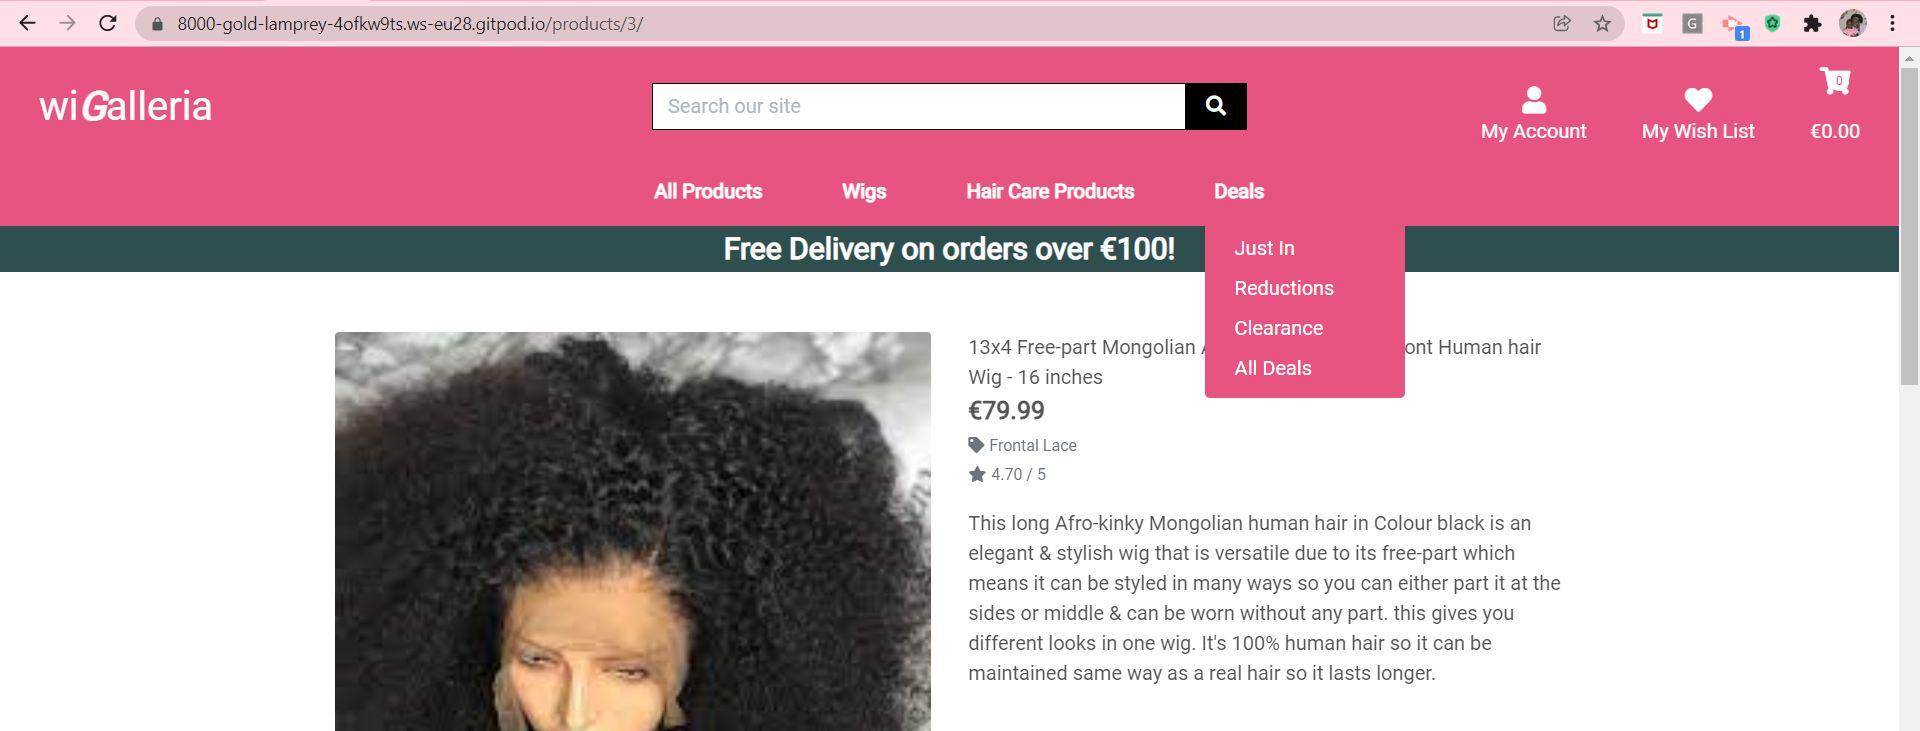 8000-gold-lamprey-4ofkw9ts.ws-eu28.gitpod.io/products/3/
G
1
wiGalleria
Search our site
My Account
My Wish List
0
€0.00
All Products
Wigs
Hair Care Products
Deals
Free Delivery on orders over €100!
Just In
Reductions
Clearance
All Deals
13x4 Free-part Mongolian
ont Human hair
Wig - 16 inches
€79.99
Frontal Lace
4.70 / 5
This long Afro-kinky Mongolian human hair in Colour black is an
elegant & stylish wig that is versatile due to its free-part which
means it can be styled in many ways so you can either part it at the
sides or middle & can be worn without any part. this gives you
different looks in one wig. It's 100% human hair so it can be
maintained same way as a real hair so it lasts longer.